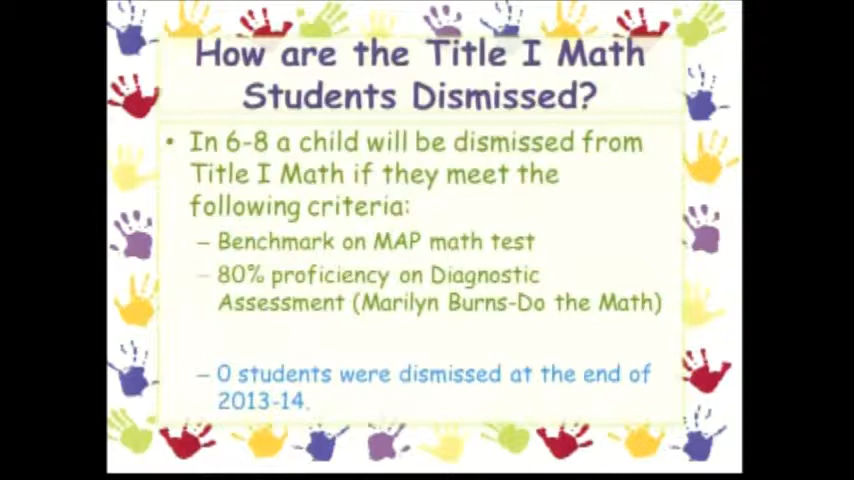 How are the Title I Math
Students Dismissed?
• In 6-8 a child will be dismissed from
Title I Math if they meet the
following criteria:
– Benchmark on MAP math test
– 80% proficiency on Diagnostic
Assessment (Marilyn Burns-Do the Math)
– 0 students were dismissed at the end of
2013-14.